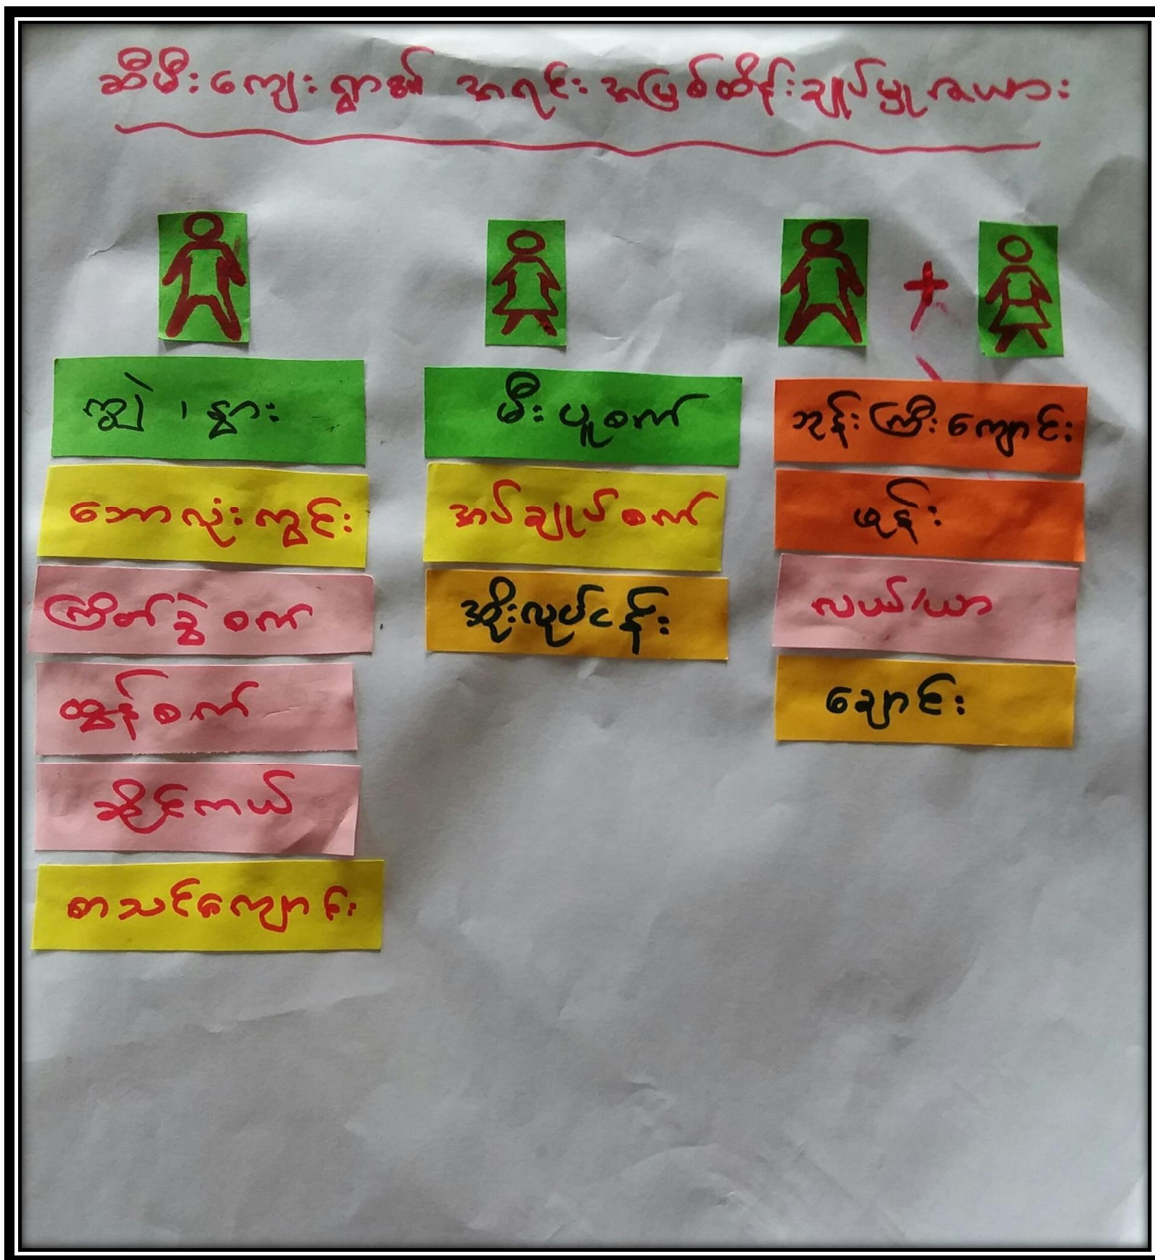 ဆီမီးကျေးရွာ၏ အရင်းအမြစ်ထိန်းချုပ်မှုဇယား
+
ကျွဲ ၊ နွား
ဘောလုံးကွင်း
ကြိတ်ခွဲစက်
ထွန်စက်
ဆိုင်ကယ်
စာသင်ကျောင်း
မီးပူစက်
အပ်ချုပ်စက်
အိုးလုပ်ငန်း
ဘုန်းကြီးကျောင်း
ဖုန်း
လယ်/ယာ
ချောင်း